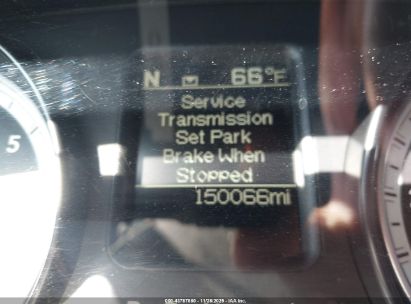 N 66°F
Service
Transmission
Set Park
Brake When
Stopped
150066mi
5